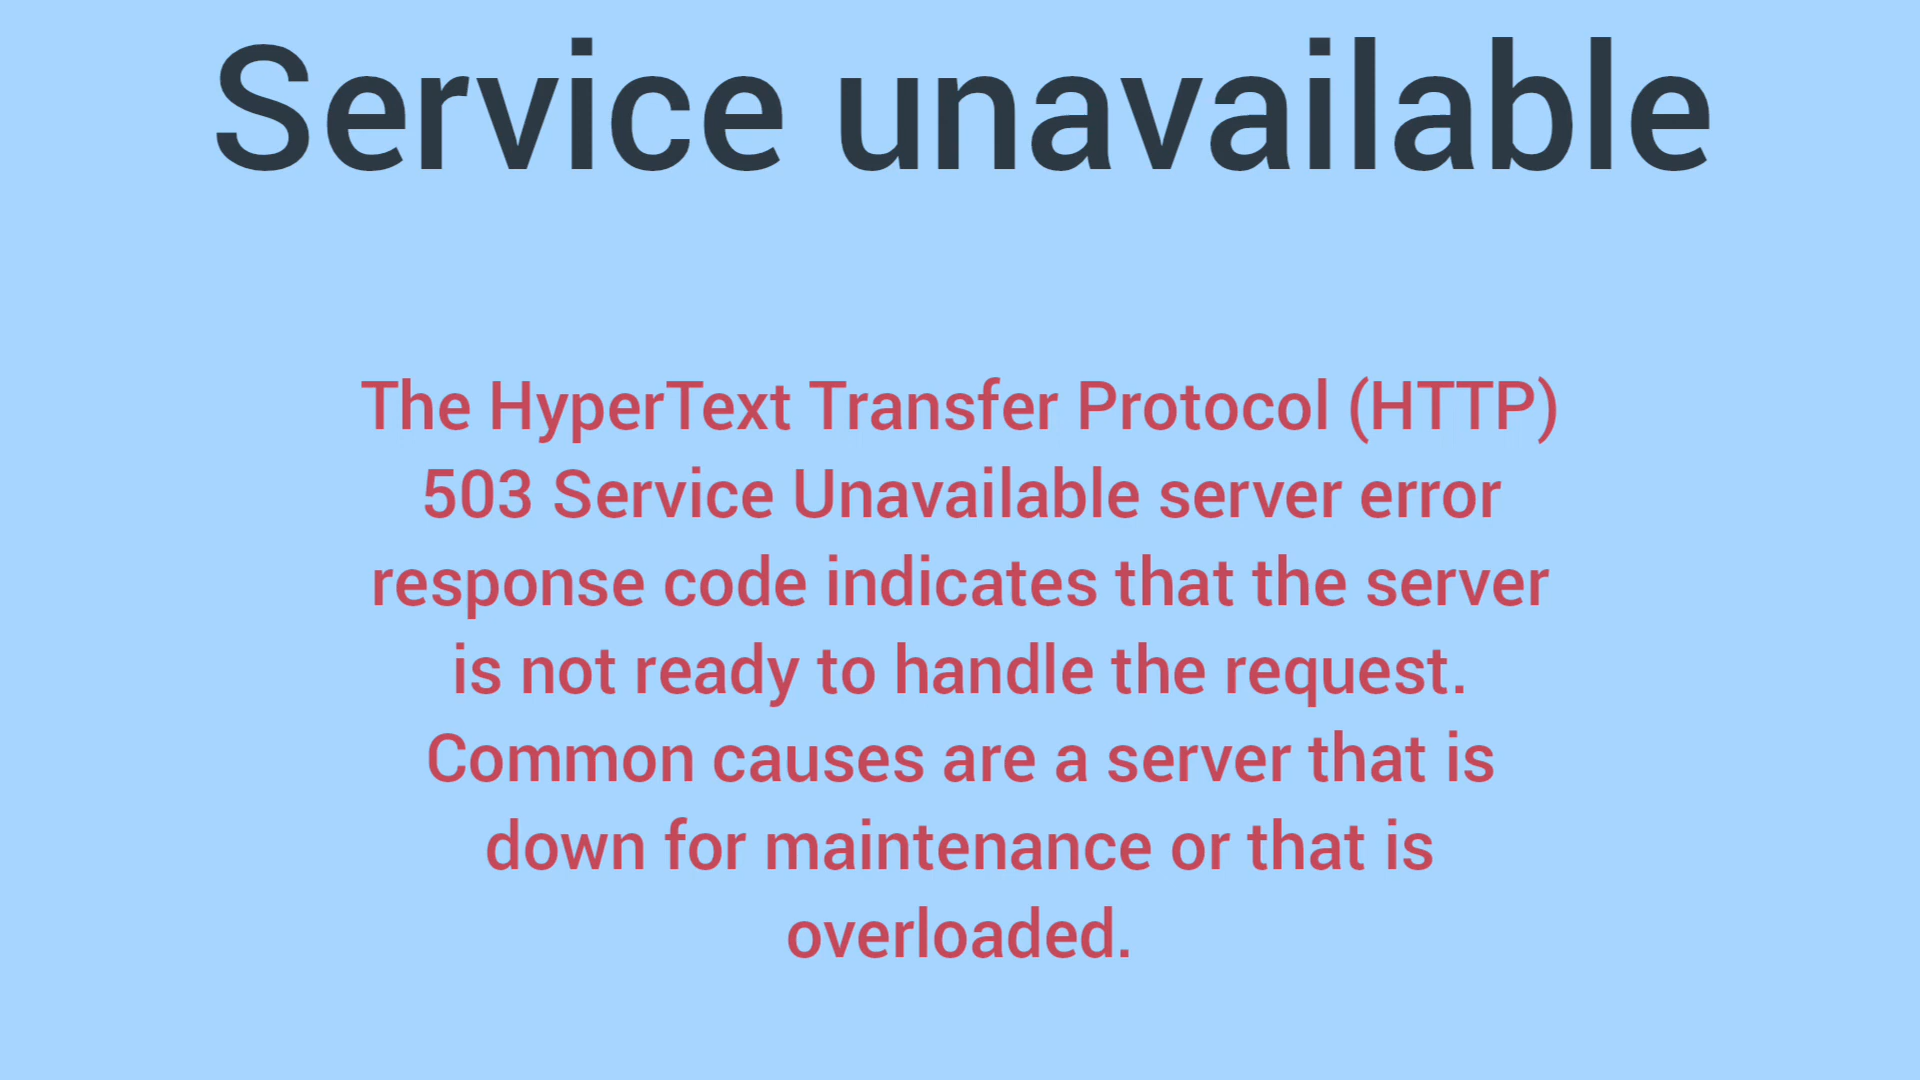 Service unavailable
The HyperText Transfer Protocol (HTTP)
503 Service Unavailable server error
response code indicates that the server
is not ready to handle the request.
Common causes are a server that is
down for maintenance or that is
overloaded.